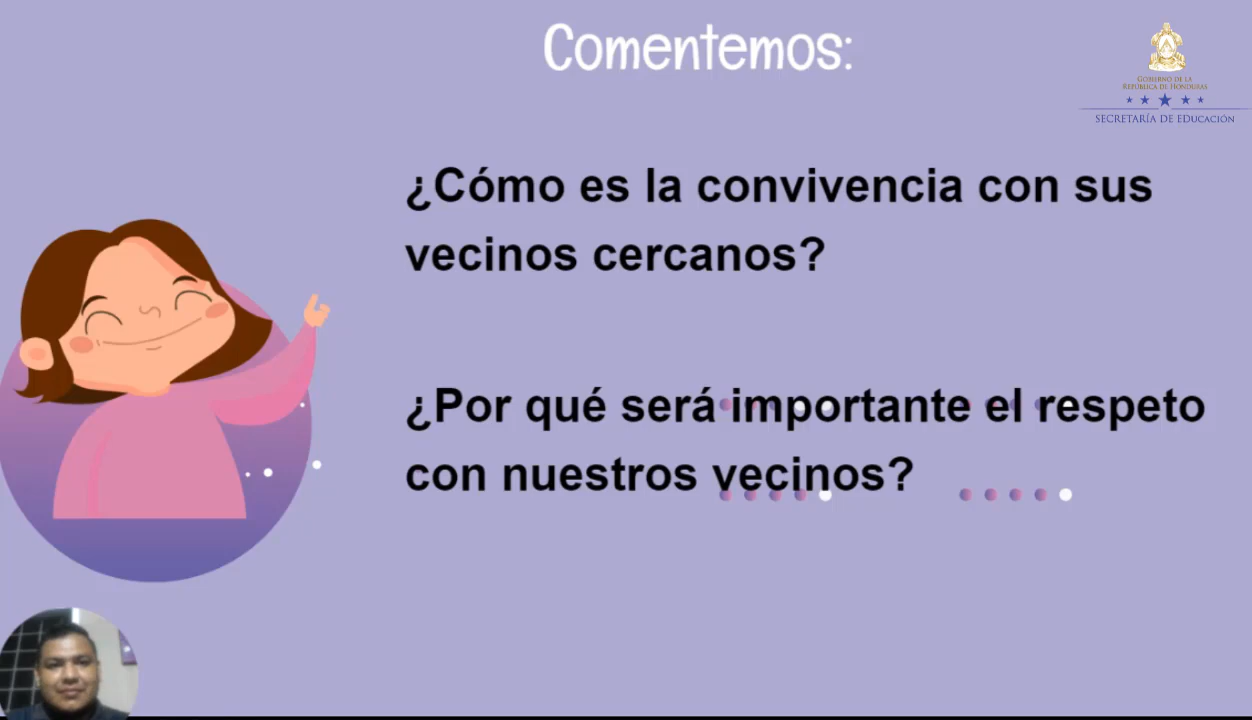 Comentemos:
GOBIERNO DE LA
REPÚBLICA DE HONDURAS
SECRETARÍA DE EDUCACIÓN
¿Cómo es la convivencia con sus
vecinos cercanos?
¿Por qué será importante el respeto
con nuestros vecinos?